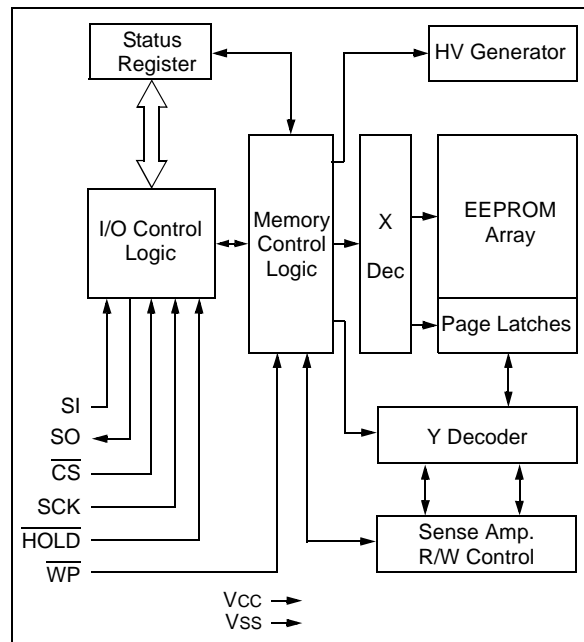 Status
Register
HV Generator
I/O Control
Logic
Memory
Control
Logic
X
Dec
EEPROM
Array
Page Latches
SI
SO
CS
SCK
HOLD
WP
Y Decoder
Sense Amp.
R/W Control
VCC
VSS